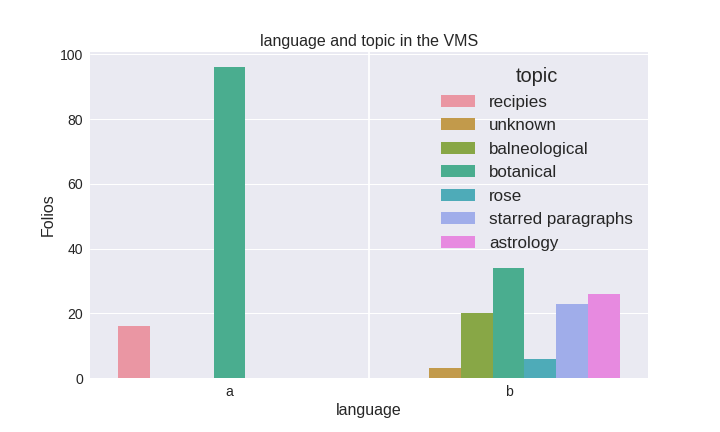 language and topic in the VMS
topic
recipies
unknown
balneological
botanical
rose
starred paragraphs
astrology
Folios
100
80
60
40
20
0
a
b
language